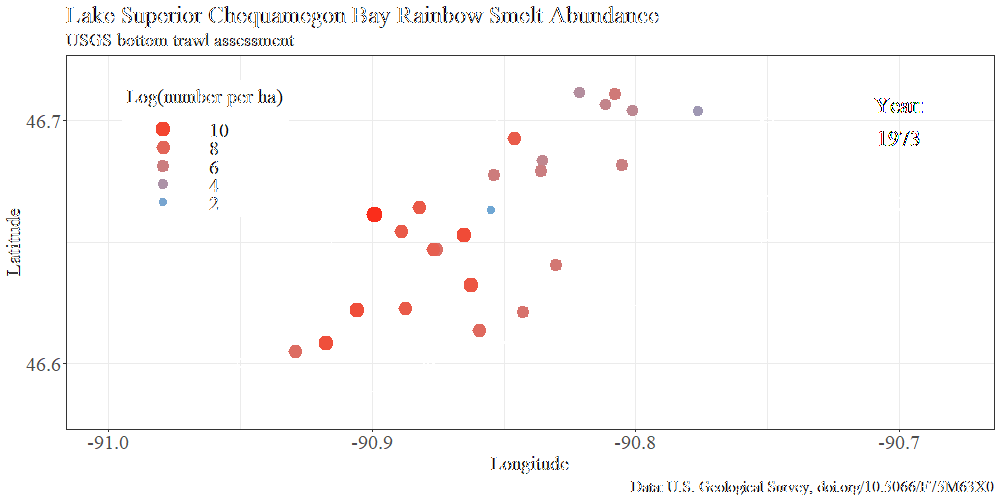 Lake Superior Chequamegon Bay Rainbow Smelt Abundance
USGS bottom trawl assessment
Log(number per ha)
10
8
6
4
2
Year:
1973
46.7
46.6
Latitude
-91.0
-90.9
-90.8
-90.7
Longitude
Data: U.S. Geological Survey, doi.org/10.5066/F75M63X0